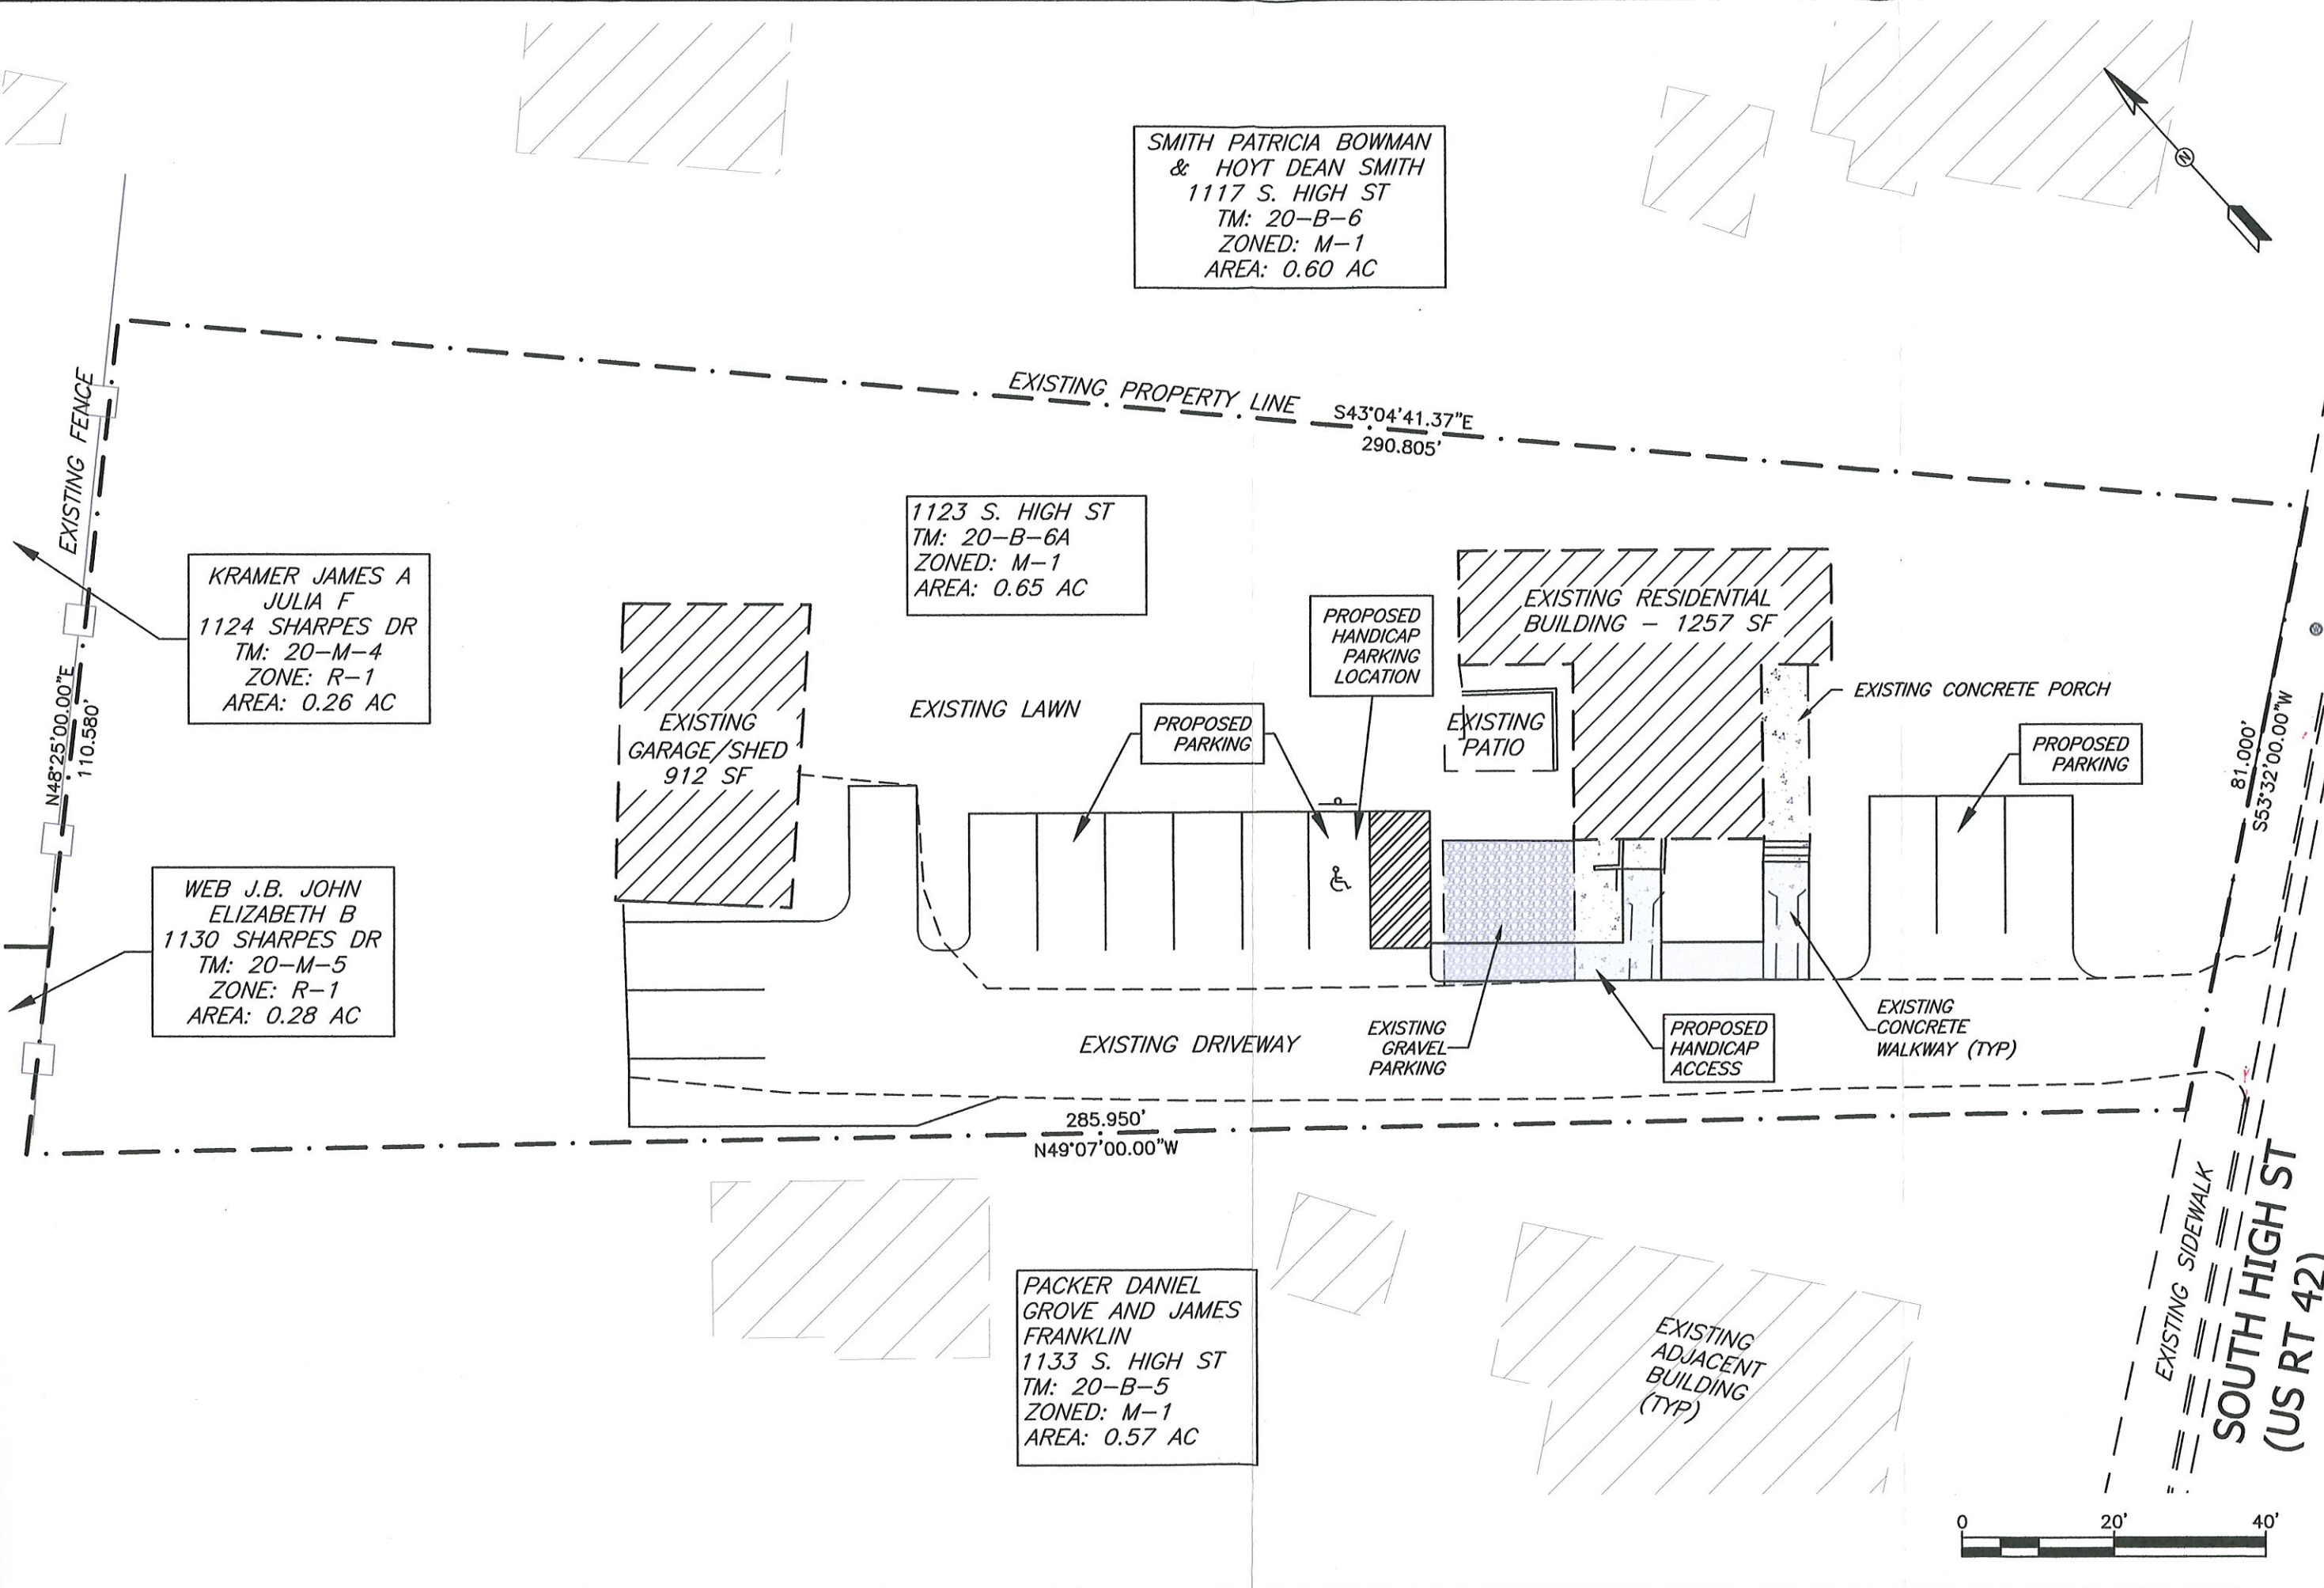 SMITH PATRICIA BOWMAN
& HOYT DEAN SMITH
1117 S. HIGH ST
TM: 20-B-6
ZONED: M-1
AREA: 0.60 AC
N
EXISTING PROPERTY LINE
S43°04'41.37"E
290.805'
EXISTING FENCE
N48°25'00.00"E
110.580'
KRAMER JAMES A
JULIA F
1124 SHARPES DR
TM: 20-M-4
ZONE: R-1
AREA: 0.26 AC
1123 S. HIGH ST
TM: 20-B-6A
ZONED: M-1
AREA: 0.65 AC
EXISTING
GARAGE/SHED
912 SF
EXISTING LAWN
PROPOSED
PARKING
PROPOSED
HANDICAP
PARKING
LOCATION
EXISTING RESIDENTIAL
BUILDING - 1257 SF
EXISTING
PATIO
EXISTING CONCRETE PORCH
PROPOSED
PARKING
81.000'
S53°32'00.00"W
W
WEB J.B. JOHN
ELIZABETH B
1130 SHARPES DR
TM: 20-M-5
ZONE: R-1
AREA: 0.28 AC
EXISTING DRIVEWAY
EXISTING
GRAVEL
PARKING
PROPOSED
HANDICAP
ACCESS
EXISTING
CONCRETE
WALKWAY (TYP)
285.950'
N49°07'00.00"W
PACKER DANIEL
GROVE AND JAMES
FRANKLIN
1133 S. HIGH ST
TM: 20-B-5
ZONED: M-1
AREA: 0.57 AC
EXISTING
ADJACENT
BUILDING
(TYP)
EXISTING SIDEWALK
SOUTH HIGH ST
(US RT 42)
0 20' 40'